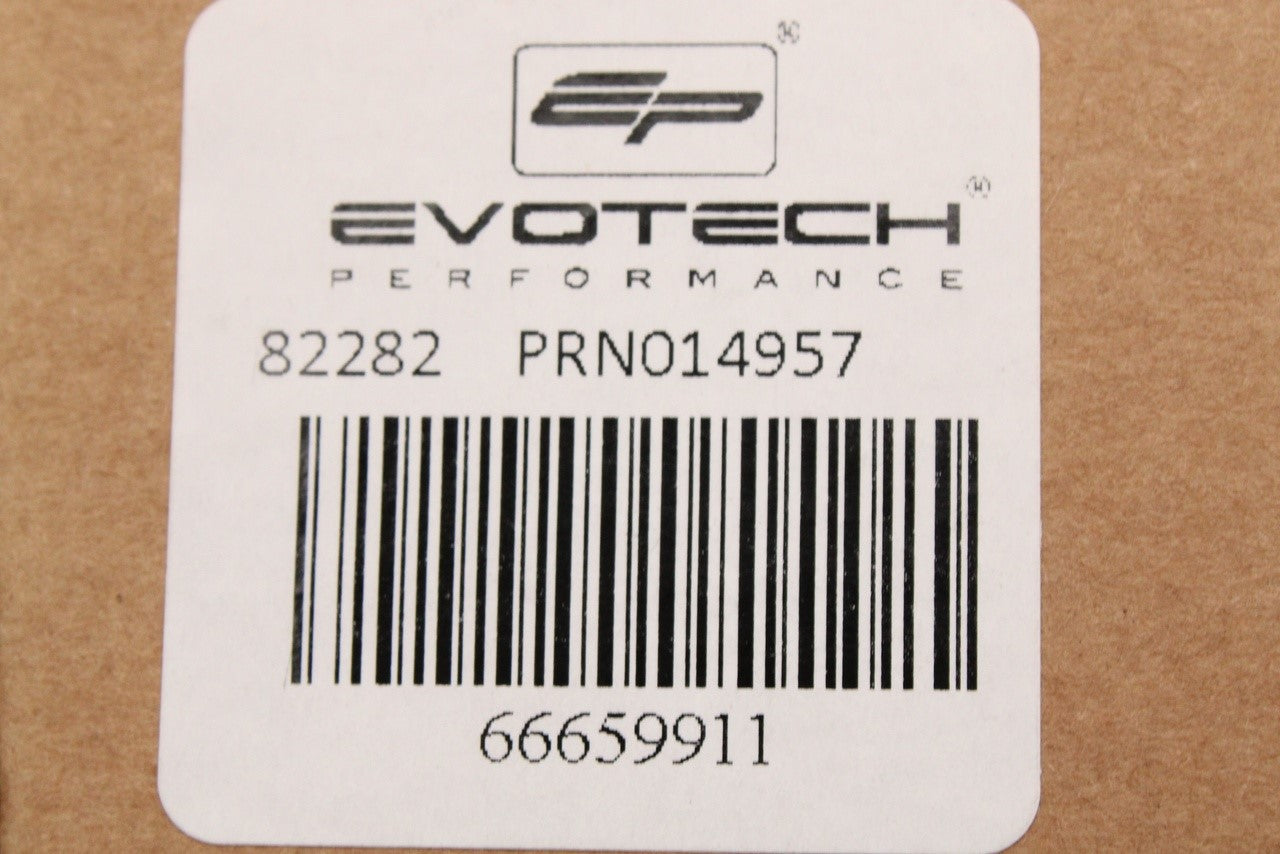 EP®
EVOTECH®
PERFORMANCE
82282 PRN014957
66659911